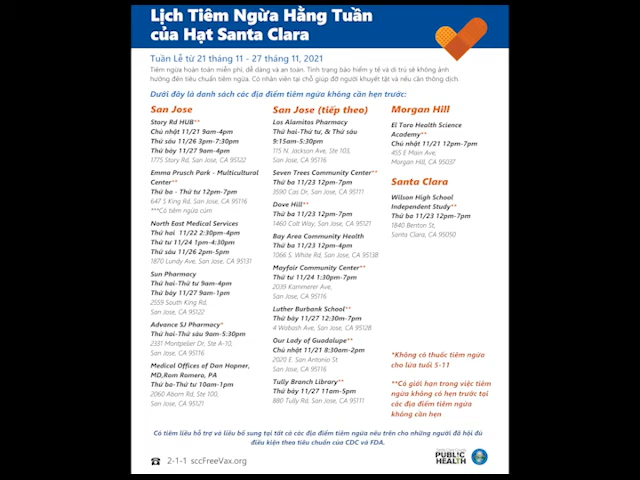 Lịch Tiêm Ngừa Hằng Tuần
của Hạt Santa Clara
Tuần Lễ từ 21 tháng 11 - 27 tháng 11, 2021
Tiêm ngừa hoàn toàn miễn phí, dễ dàng và an toàn. Tình trạng bảo hiểm y tế và di trú sẽ không ảnh
hưởng đến tiêu chuẩn tiêm ngừa. Có nhân viên tại chỗ giúp đỡ người khuyết tật và nếu cần thông dịch.
Dưới đây là danh sách các địa điểm tiêm ngừa không cần hẹn trước:
San Jose
Story Rd HUB**
Chủ nhật 11/21 9am-4pm
Thứ sáu 11/26 3pm-7:30pm
Thứ bảy 11/27 9am-4pm
1775 Story Rd, San Jose, CA 95122
Emma Prusch Park - Multicultural
Center**
Thứ ba - Thứ tư 12pm-7pm
647 S King Rd, San Jose, CA 95116
***Có tiêm ngừa cúm
North East Medical Services
Thứ hai 11/22 2:30pm-4pm
Thứ tư 11/24 1pm-4:30pm
Thứ sáu 11/26 2pm-5pm
1870 Lundy Ave, San Jose, CA 95131
Sun Pharmacy
Thứ hai-Thứ tư 9am-4pm
Thứ bảy 11/27 9am-1pm
2559 South King Rd,
San Jose, CA 95122
Advance SJ Pharmacy*
Thứ hai-Thứ sáu 9am-5:30pm
2331 Montpelier Dr, Ste A-10,
San Jose, CA 95116
Medical Offices of Dan Hapner,
MD,Rom Romero, PA
Thứ ba-Thứ tư 10am-1pm
2060 Aborn Rd, Ste 100,
San Jose, CA 95121
San Jose (tiếp theo)
Los Alamitos Pharmacy
Thứ hai-Thứ tư, & Thứ sáu
9:15am-5:30pm
115 N. Jackson Ave, Ste 103,
San Jose, CA 95116
Seven Trees Community Center**
Thứ ba 11/23 12pm-7pm
3590 Cas Dr, San Jose, CA 95111
Dove Hill**
Thứ ba 11/23 12pm-7pm
1460 Colt Way, San Jose, CA 95121
Bay Area Community Health
Thứ ba 11/23 12pm-4pm
1066 S. White Rd, San Jose, CA 95138
Mayfair Community Center**
Thứ tư 11/24 1:30pm-7pm
2039 Kammerer Ave,
San Jose, CA 95116
Luther Burbank School**
Thứ bảy 11/27 12:30m-7pm
4 Wabash Ave, San Jose, CA 95128
Our Lady of Guadalupe**
Chủ nhật 11/21 8:30am-2pm
2020 E. San Antonio St
San Jose, CA 95116
Tully Branch Library**
Thứ bảy 11/27 11am-5pm
880 Tully Rd, San Jose, CA 95111
Morgan Hill
El Toro Health Science
Academy**
Chủ nhật 11/21 12pm-7pm
455 E Main Ave,
Morgan Hill, CA 95037
Santa Clara
Wilson High School
Independent Study**
Thứ ba 11/23 12pm-7pm
1840 Benton St,
Santa Clara, CA 95050
*Không có thuốc tiêm ngừa
cho lứa tuổi 5-11
**Có giới hạn trong việc tiêm
ngừa không có hẹn trước tại
các địa điểm tiêm ngừa
không cần hẹn
Có tiêm liều hỗ trợ và liều bổ sung tại tất cả các địa điểm tiêm ngừa nêu trên cho những người đã hội đủ
điều kiện theo tiêu chuẩn của CDC và FDA.
2-1-1 sccFreeVax.org
PUBLIC
HEALTH